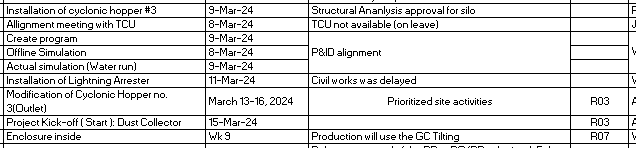 Installation of cyclonic hopper #3 9-Mar-24 Structural Ananlysis approval for silo
Allignment meeting with TCU 8-Mar-24 TCU not available (on leave)
Create program 9-Mar-24
Offline Simulation 8-Mar-24 P&ID alignment
Actual simulation (Water run) 9-Mar-24
Installation of Lightning Arrester 11-Mar-24 Civil works was delayed
Modification of Cyclonic Hopper no.
3(Outlet) March 13-16, 2024 Prioritized site activities R03
Project Kick-off ( Start ): Dust Collector 15-Mar-24 R03
Enclosure inside Wk 9 Production will use the GC Tilting R07